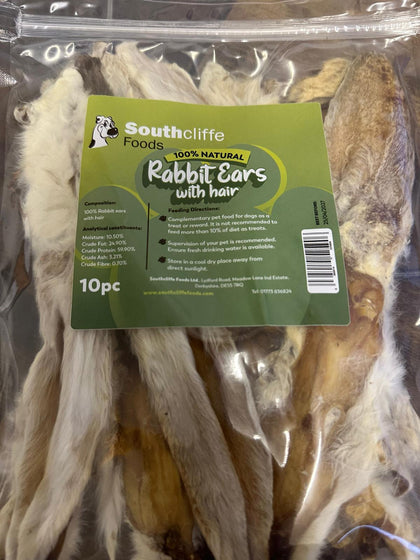 Southcliffe
Foods
100% NATURAL
Rabbit Ears
with hair
Composition:
100% Rabbit ears
with hair
Analytical constituents:
Moisture: 10.50%
Crude Fat: 24.90%
Crude Protein: 59.90%
Crude Ash: 3.21%
Crude Fibre: 0.30%
10pc
Feeding Directions:
Complementary pet food for dogs as a
treat or reward. It is not recommended to
feed more than 10% of diet as treats.
Supervision of your pet is recommended.
Ensure fresh drinking water is available.
Store in a cool dry place away from
direct sunlight.
Southcliffe Foods Ltd, Lydford Road, Meadow Lane Ind Estate,
Derbyshire, DE55 7RQ
www.southcliffefoods.com
Tel: 01773 836824
BEST BEFORE